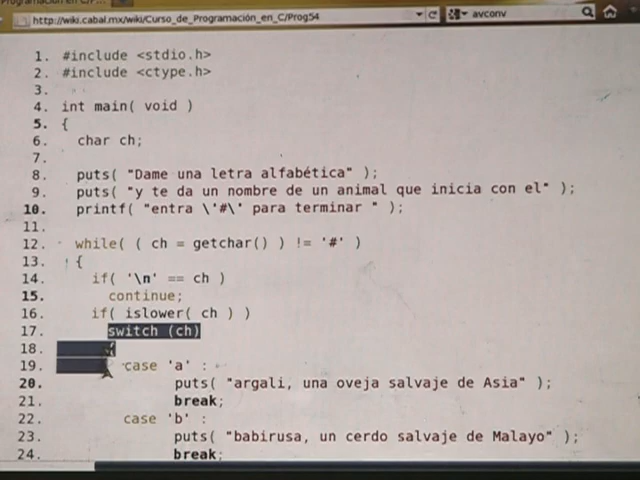 http://wiki.cabal.mx/wiki/Curso_de_Programación_en_C/Prog54 avconv
1. #include <stdio.h>
2. #include <ctype.h>
3.
4. int main( void )
5. {
6. char ch;
7.
8. puts( "Dame una letra alfabética" );
9. puts( "y te da un nombre de un animal que inicia con el" );
10. printf( "entra \'#\' para terminar " );
11.
12. while( ( ch = getchar() ) != '#' )
13. {
14. if( '\n' == ch )
15. continue;
16. if( islower( ch ) )
17. switch (ch)
18. {
19. case 'a' :
20. puts( "argali, una oveja salvaje de Asia" );
21. break;
22. case 'b' :
23. puts( "babirusa, un cerdo salvaje de Malayo" );
24. break;